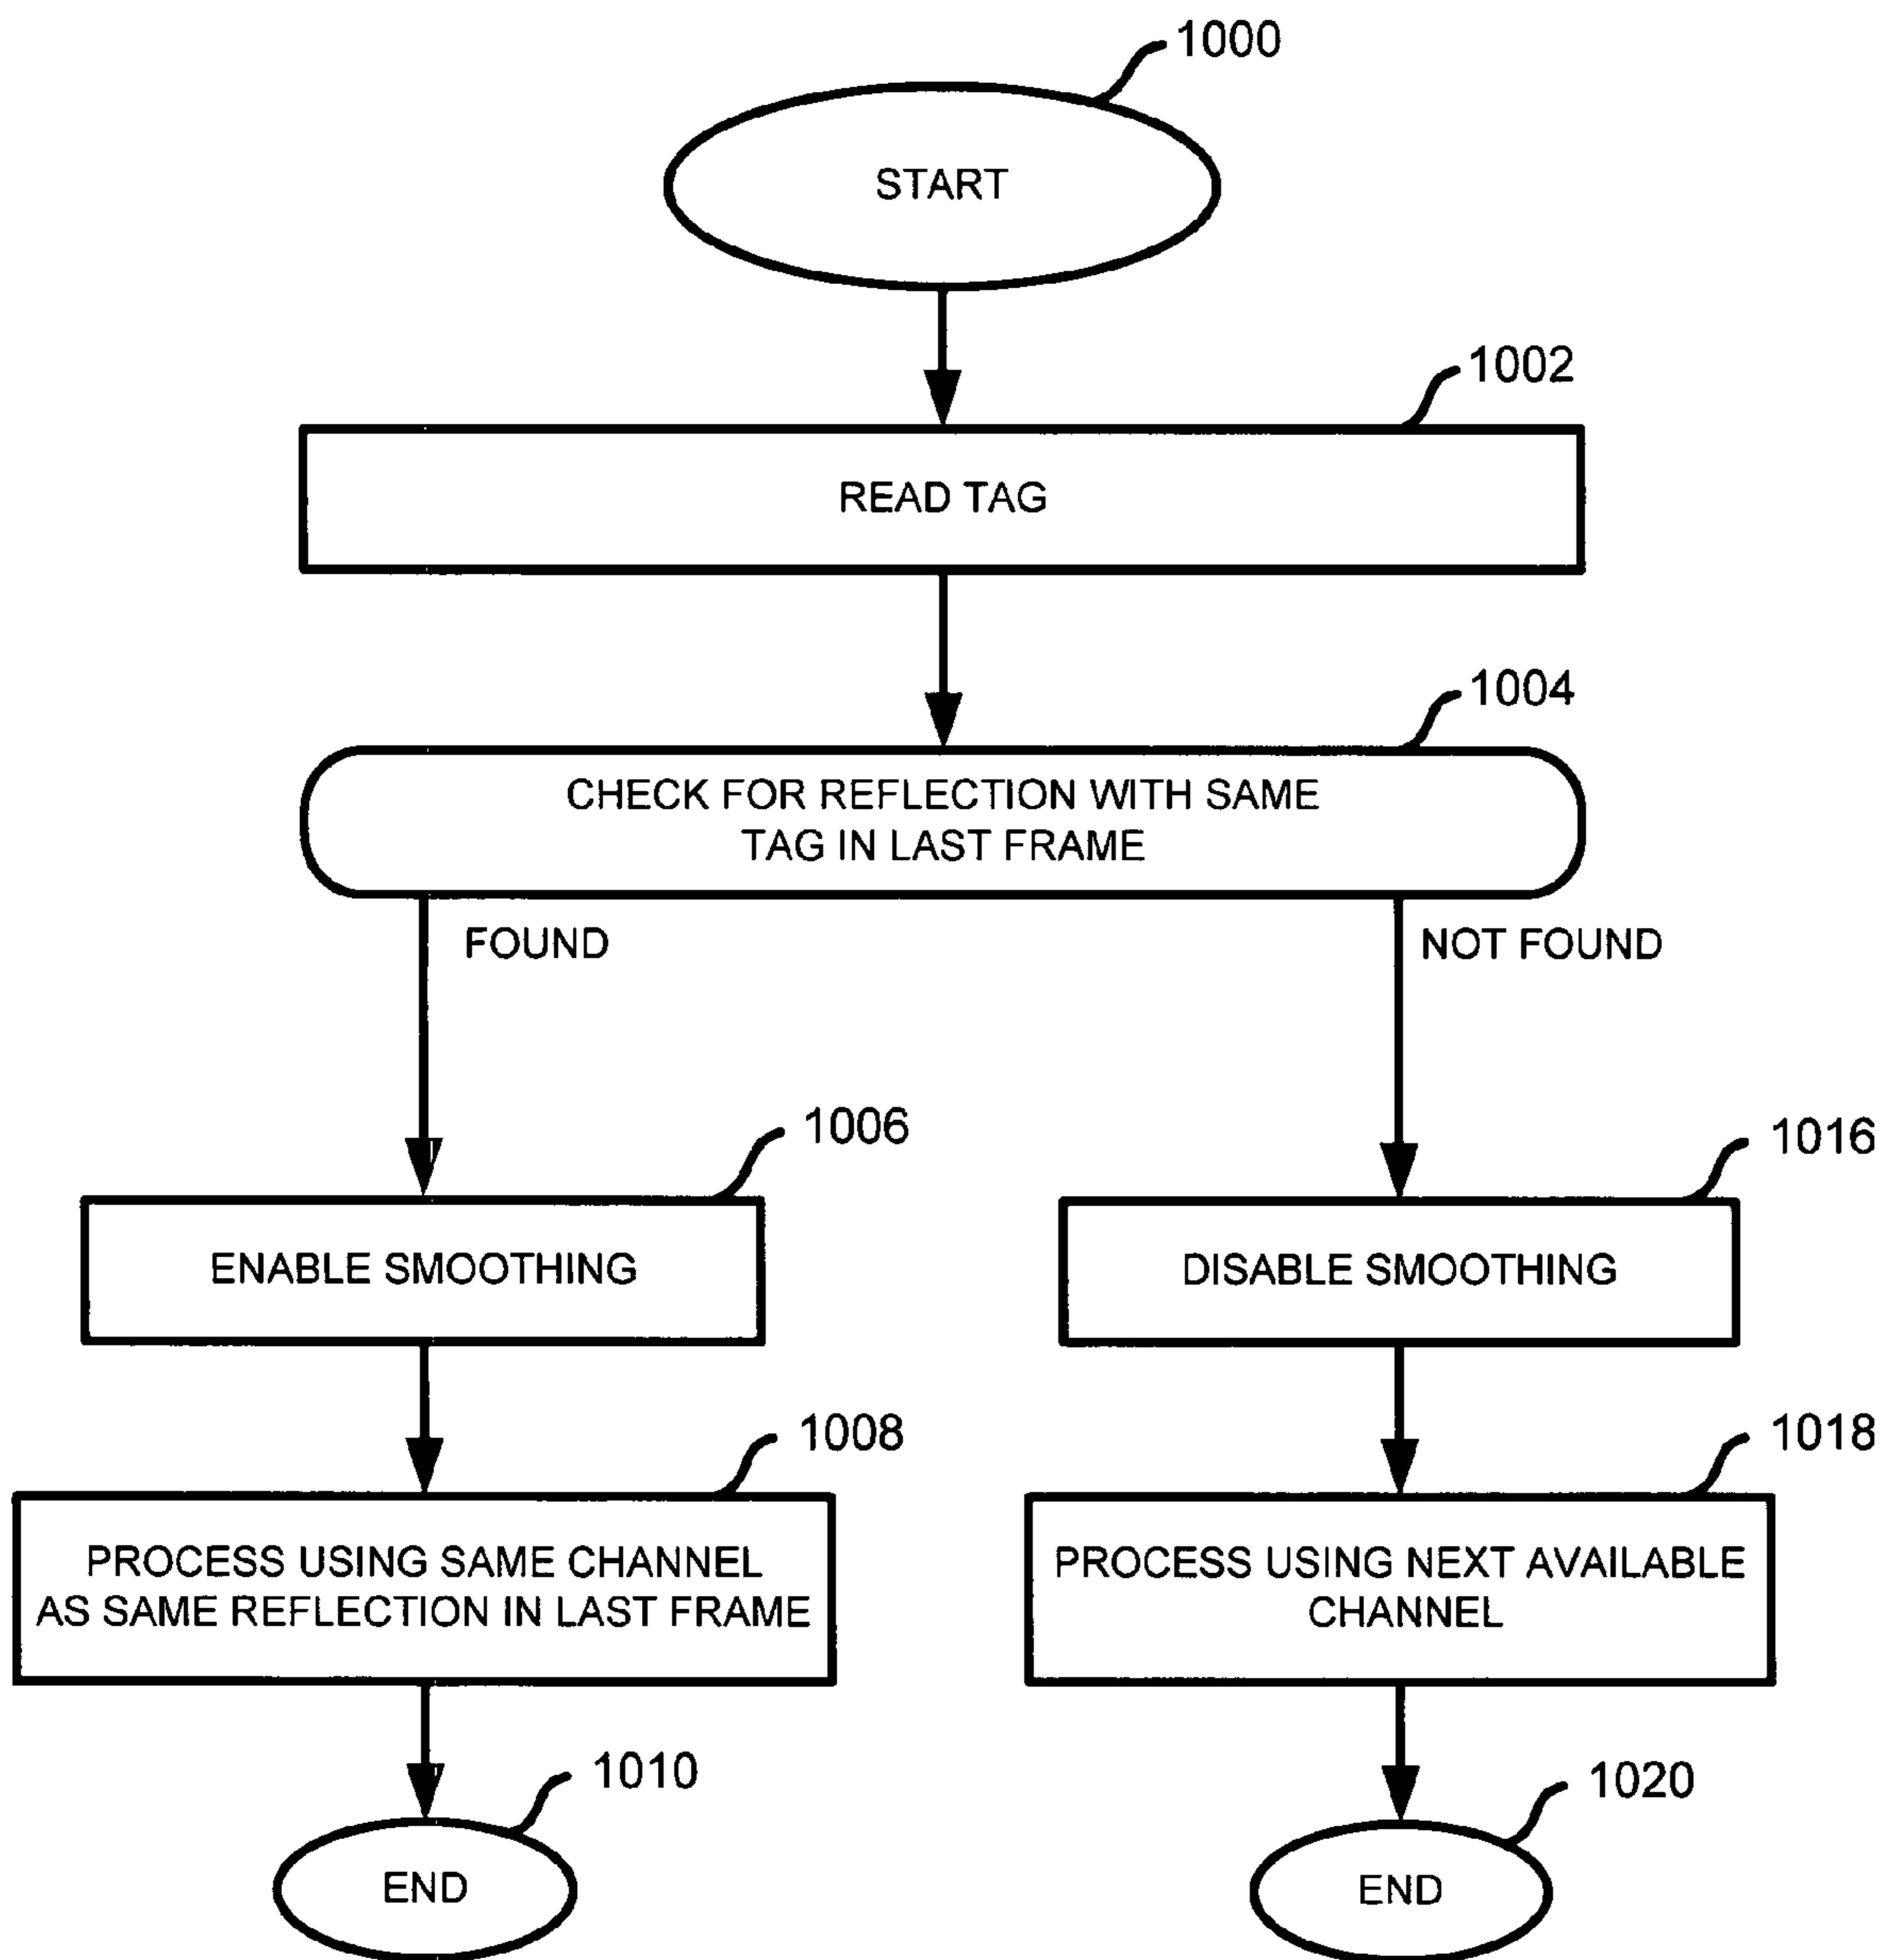 1000
START
1002
READ TAG
1004
CHECK FOR REFLECTION WITH SAME
TAG IN LAST FRAME
FOUND
NOT FOUND
1006
ENABLE SMOOTHING
1016
DISABLE SMOOTHING
1008
PROCESS USING SAME CHANNEL
AS SAME REFLECTION IN LAST FRAME
1018
PROCESS USING NEXT AVAILABLE
CHANNEL
1010
END
1020
END